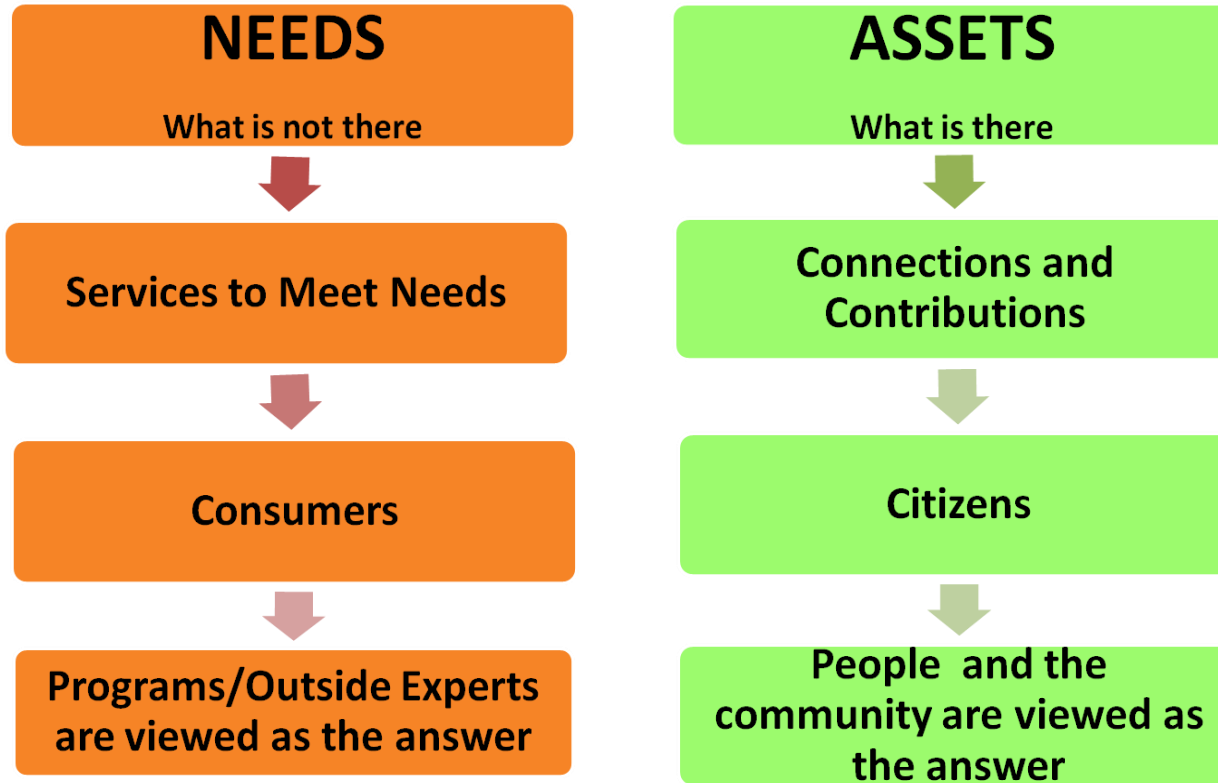 NEEDS
What is not there
Services to Meet Needs
Consumers
Programs/Outside Experts
are viewed as the answer
ASSETS
What is there
Connections and
Contributions
Citizens
People and the
community are viewed as
the answer